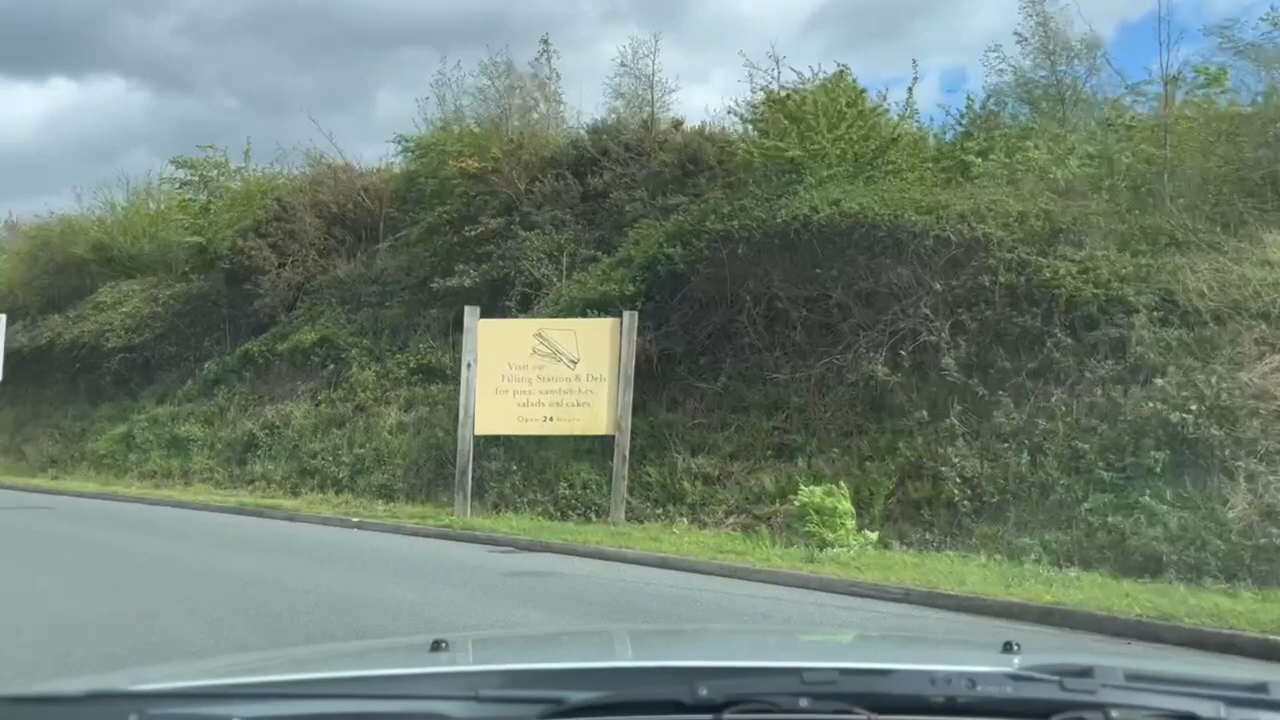 Visit our
Filling Station & Deli
for pies, sandwiches,
salads and cakes.
Open 24 Hours